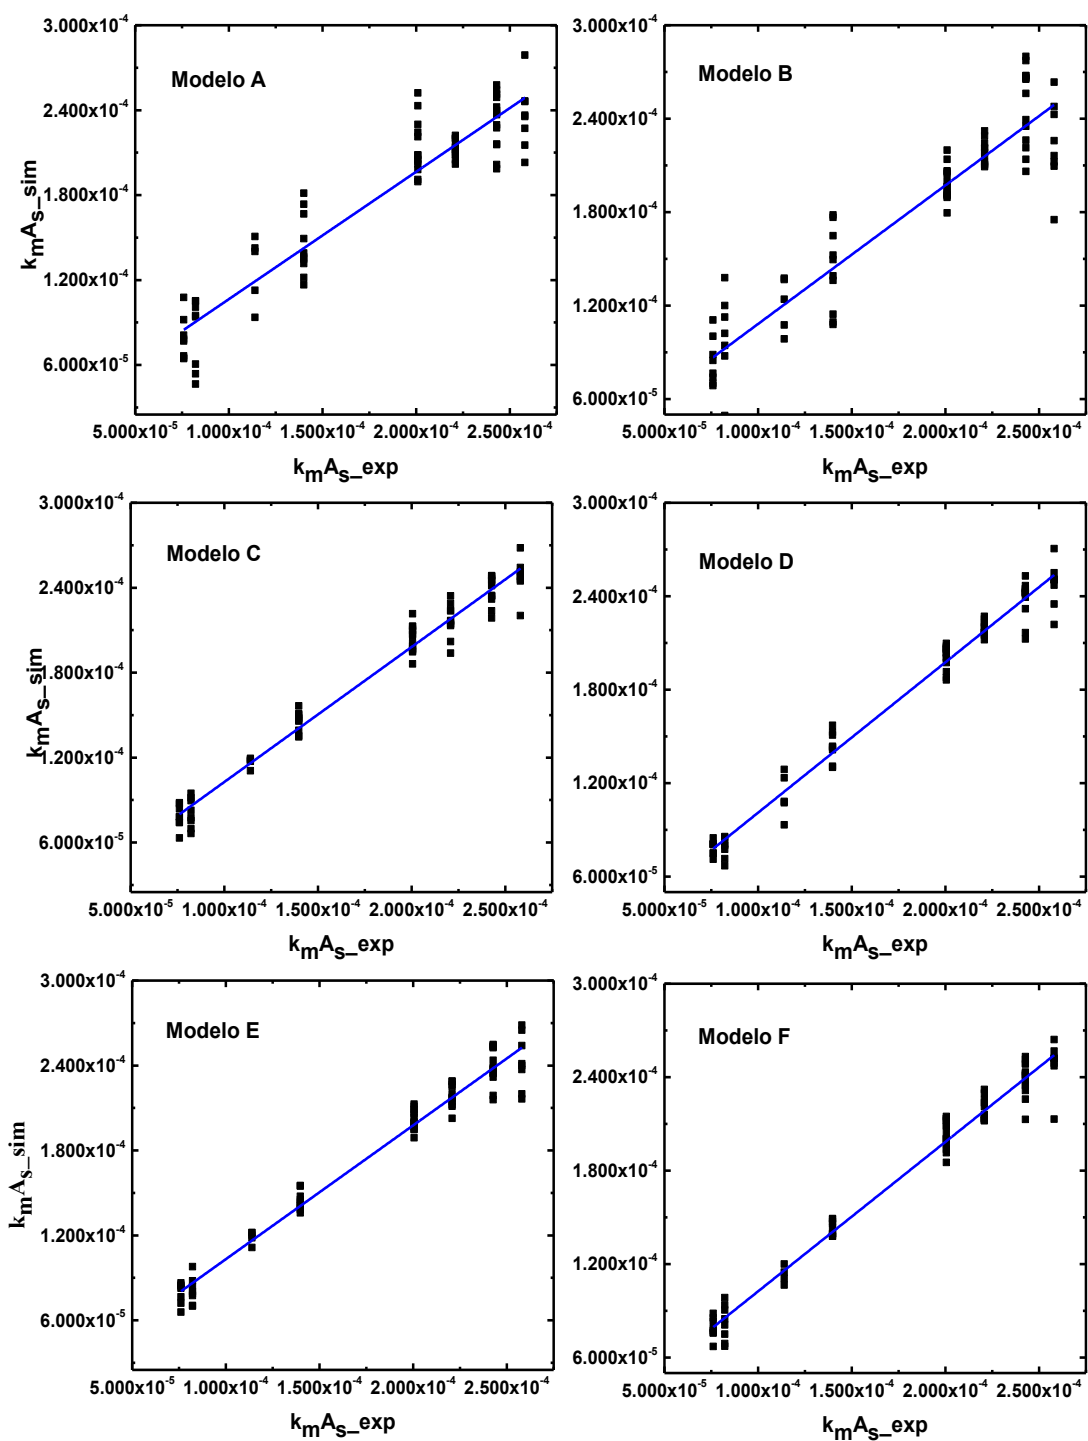 3.000x10⁻⁴
2.400x10⁻⁴
1.800x10⁻⁴
1.200x10⁻⁴
6.000x10⁻⁵
kₘAₛ_sim
Modelo A
5.000x10⁻⁵ 1.000x10⁻⁴ 1.500x10⁻⁴ 2.000x10⁻⁴ 2.500x10⁻⁴
kₘAₛ_exp
3.000x10⁻⁴
2.400x10⁻⁴
1.800x10⁻⁴
1.200x10⁻⁴
6.000x10⁻⁵
Modelo B
5.000x10⁻⁵ 1.000x10⁻⁴ 1.500x10⁻⁴ 2.000x10⁻⁴ 2.500x10⁻⁴
kₘAₛ_exp
3.000x10⁻⁴
2.400x10⁻⁴
1.800x10⁻⁴
1.200x10⁻⁴
6.000x10⁻⁵
kₘAₛ_sim
Modelo C
5.000x10⁻⁵ 1.000x10⁻⁴ 1.500x10⁻⁴ 2.000x10⁻⁴ 2.500x10⁻⁴
kₘAₛ_exp
3.000x10⁻⁴
2.400x10⁻⁴
1.800x10⁻⁴
1.200x10⁻⁴
6.000x10⁻⁵
Modelo D
5.000x10⁻⁵ 1.000x10⁻⁴ 1.500x10⁻⁴ 2.000x10⁻⁴ 2.500x10⁻⁴
kₘAₛ_exp
3.000x10⁻⁴
2.400x10⁻⁴
1.800x10⁻⁴
1.200x10⁻⁴
6.000x10⁻⁵
kₘAₛ_sim
Modelo E
5.000x10⁻⁵ 1.000x10⁻⁴ 1.500x10⁻⁴ 2.000x10⁻⁴ 2.500x10⁻⁴
kₘAₛ_exp
3.000x10⁻⁴
2.400x10⁻⁴
1.800x10⁻⁴
1.200x10⁻⁴
6.000x10⁻⁵
Modelo F
5.000x10⁻⁵ 1.000x10⁻⁴ 1.500x10⁻⁴ 2.000x10⁻⁴ 2.500x10⁻⁴
kₘAₛ_exp